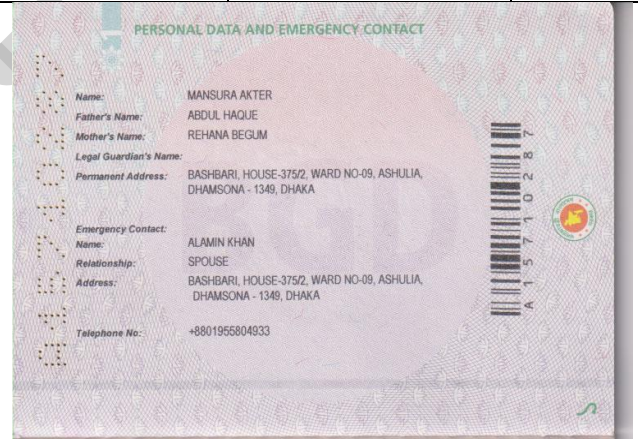 PERSONAL DATA AND EMERGENCY CONTACT
Name: MANSURA AKTER
Father's Name: ABDUL HAQUE
Mother's Name: REHANA BEGUM
Legal Guardian's Name:
Permanent Address: BASHBARI, HOUSE-375/2, WARD NO-09, ASHULIA,
DHAMSONA - 1349, DHAKA
Emergency Contact:
Name: ALAMIN KHAN
Relationship: SPOUSE
Address: BASHBARI, HOUSE-375/2, WARD NO-09, ASHULIA,
DHAMSONA - 1349, DHAKA
Telephone No: +8801955804933
A15710287
BGD